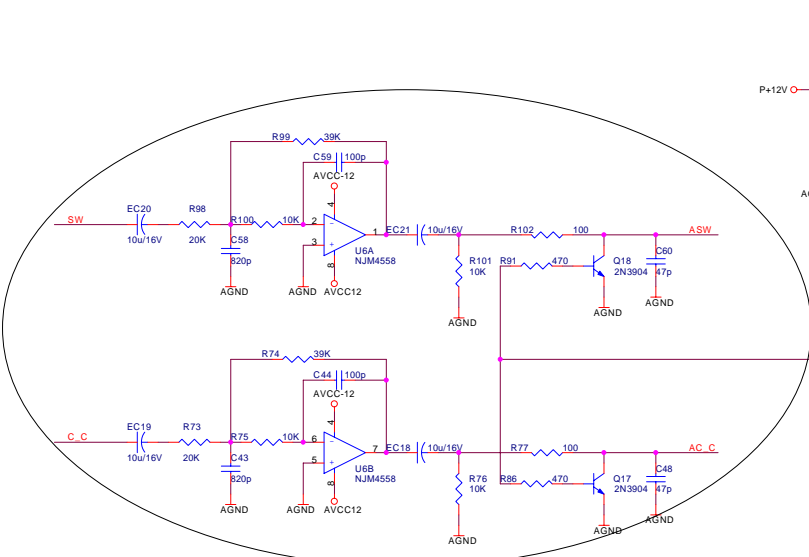 P+12V
R99 39K
C59 100p
AVCC-12
EC20
R98
SW
R100 10K
4
2
10u/16V
20K
C58
820p
3
1
EC21 10u/16V
R102 100
ASW
8
U6A
NJM4558
R101
10K
R91 470
Q18
2N3904
C60
47p
AGND
AGND
AVCC12
AGND
AGND
AGND
A
R74 39K
C44 100p
AVCC-12
EC19
R73
C_C
R75 10K
4
6
10u/16V
20K
C43
820p
5
7
EC18 10u/16V
R77 100
AC_C
8
U6B
NJM4558
R76
10K
R86 470
Q17
2N3904
C48
47p
AGND
AGND
AVCC12
AGND
AGND
AGND